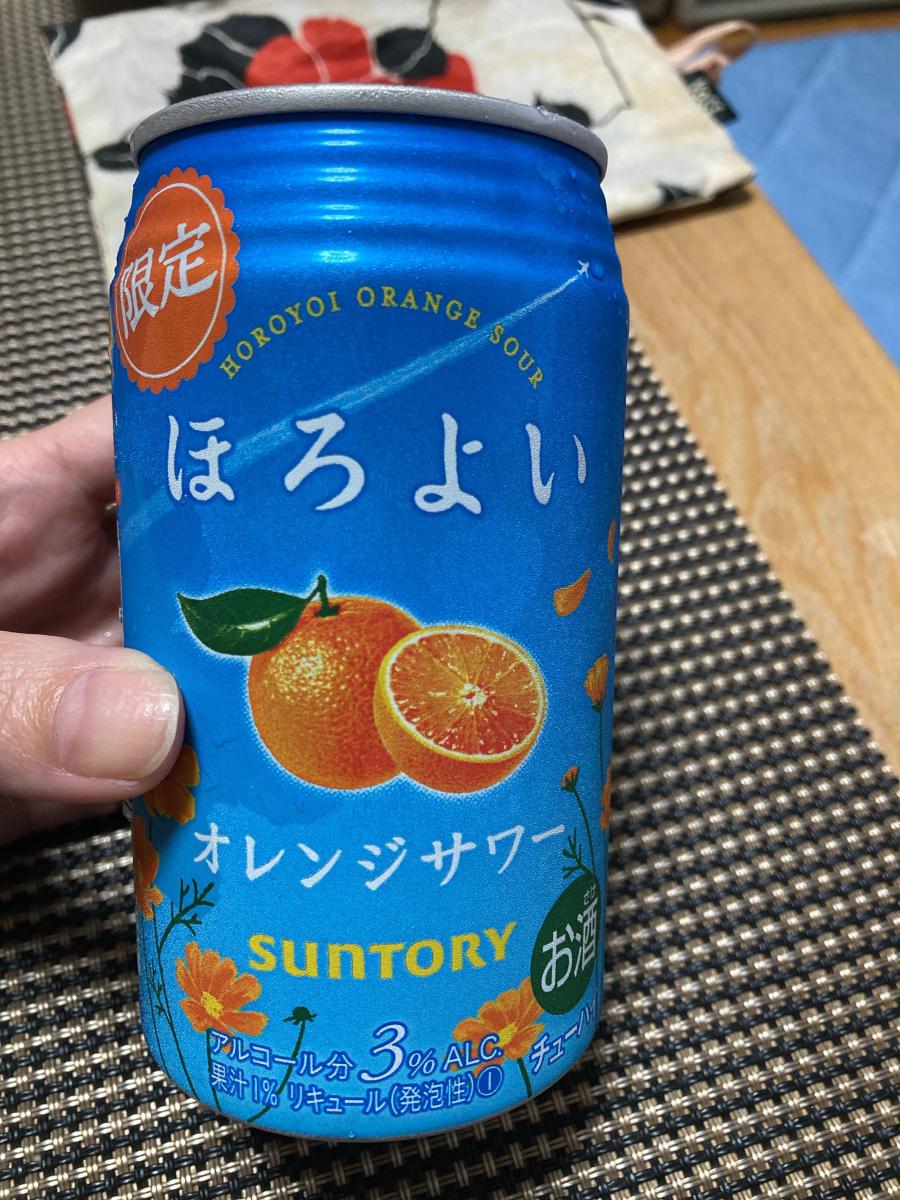 限定
HOROYOI ORANGE SOUR
ほろよい
オレンジサワー
SUNTORY
さけ
お酒
アルコール分3%ALC.
チューハイ
果汁1% リキュール(発泡性)①